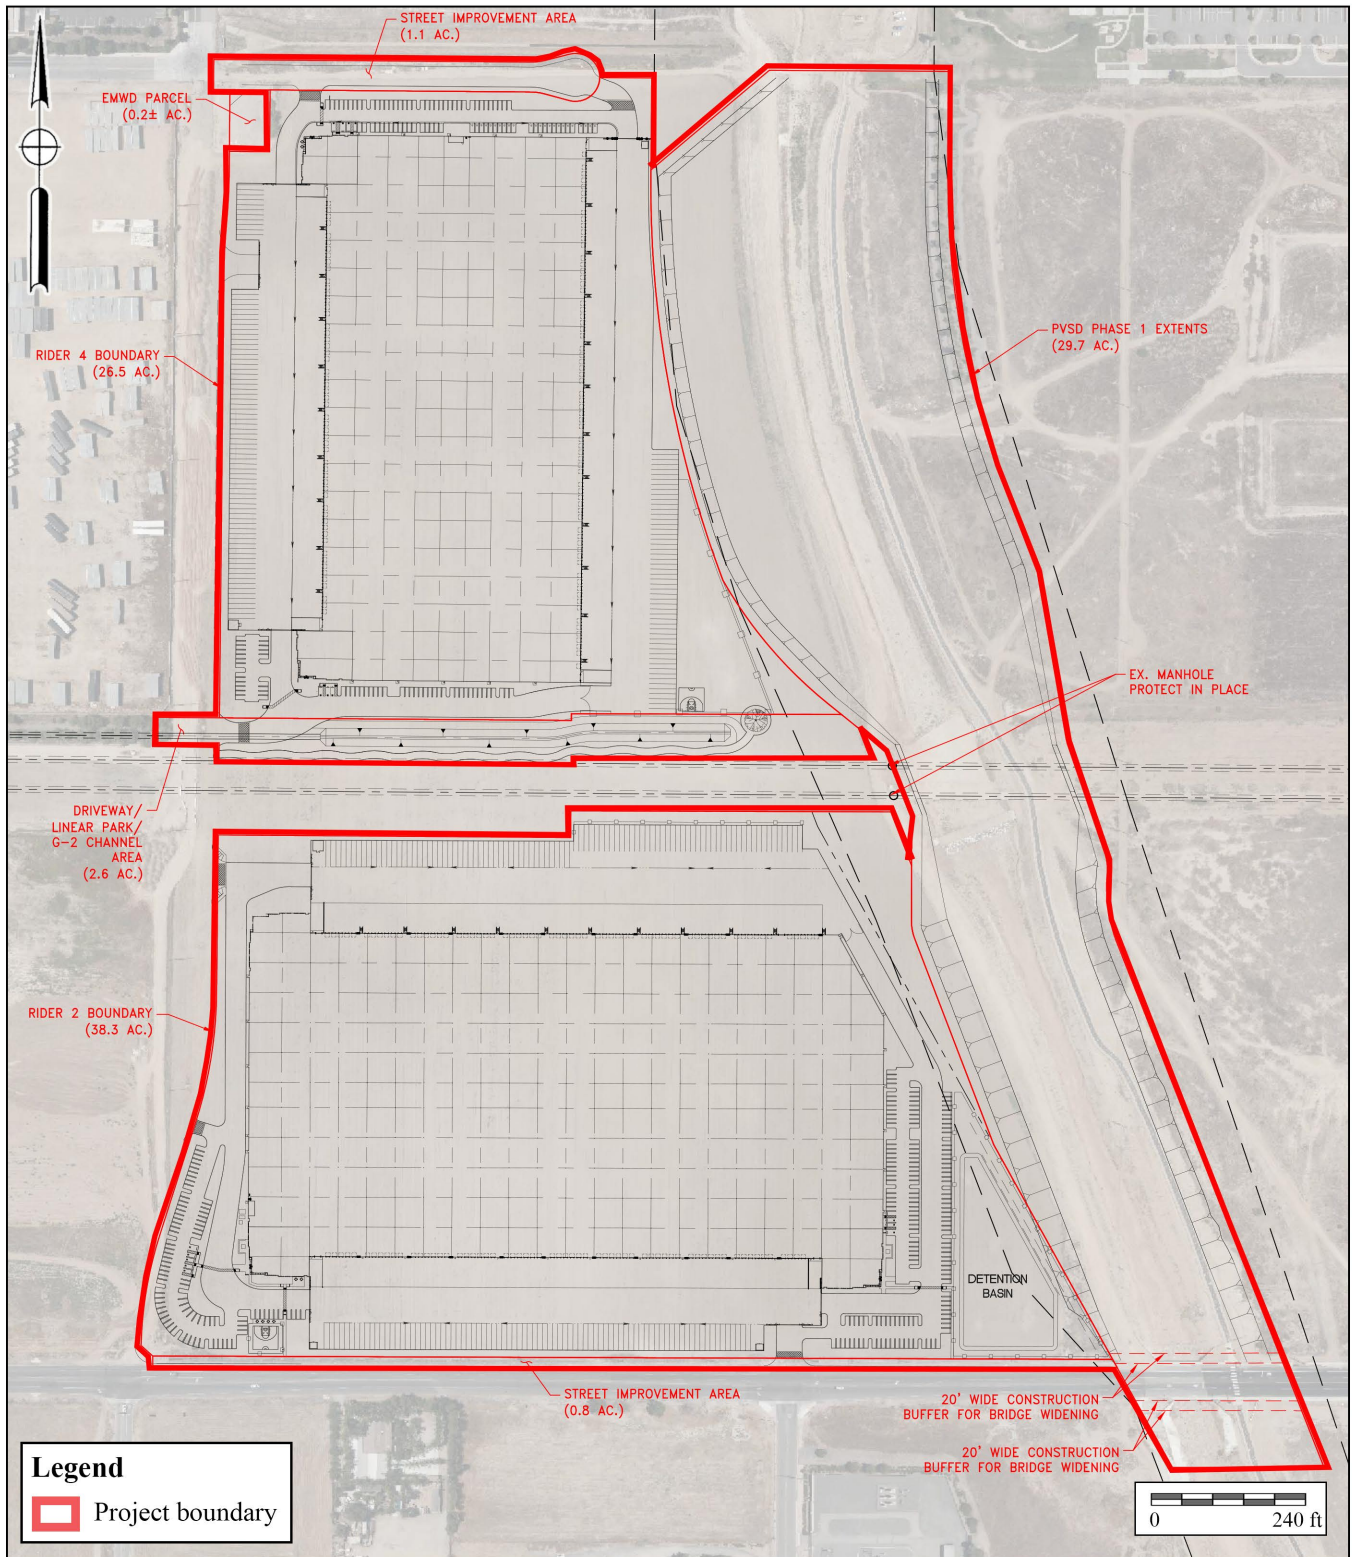 STREET IMPROVEMENT AREA
(1.1 AC.)
EMWD PARCEL
(0.2± AC.)
PVSD PHASE 1 EXTENTS
(29.7 AC.)
RIDER 4 BOUNDARY
(26.5 AC.)
EX. MANHOLE
PROTECT IN PLACE
DRIVEWAY/
LINEAR PARK/
G-2 CHANNEL
AREA
(2.6 AC.)
RIDER 2 BOUNDARY
(38.3 AC.)
DETENTION
BASIN
STREET IMPROVEMENT AREA
(0.8 AC.)
20' WIDE CONSTRUCTION
BUFFER FOR BRIDGE WIDENING
20' WIDE CONSTRUCTION
BUFFER FOR BRIDGE WIDENING
Legend
Project boundary
0 240 ft